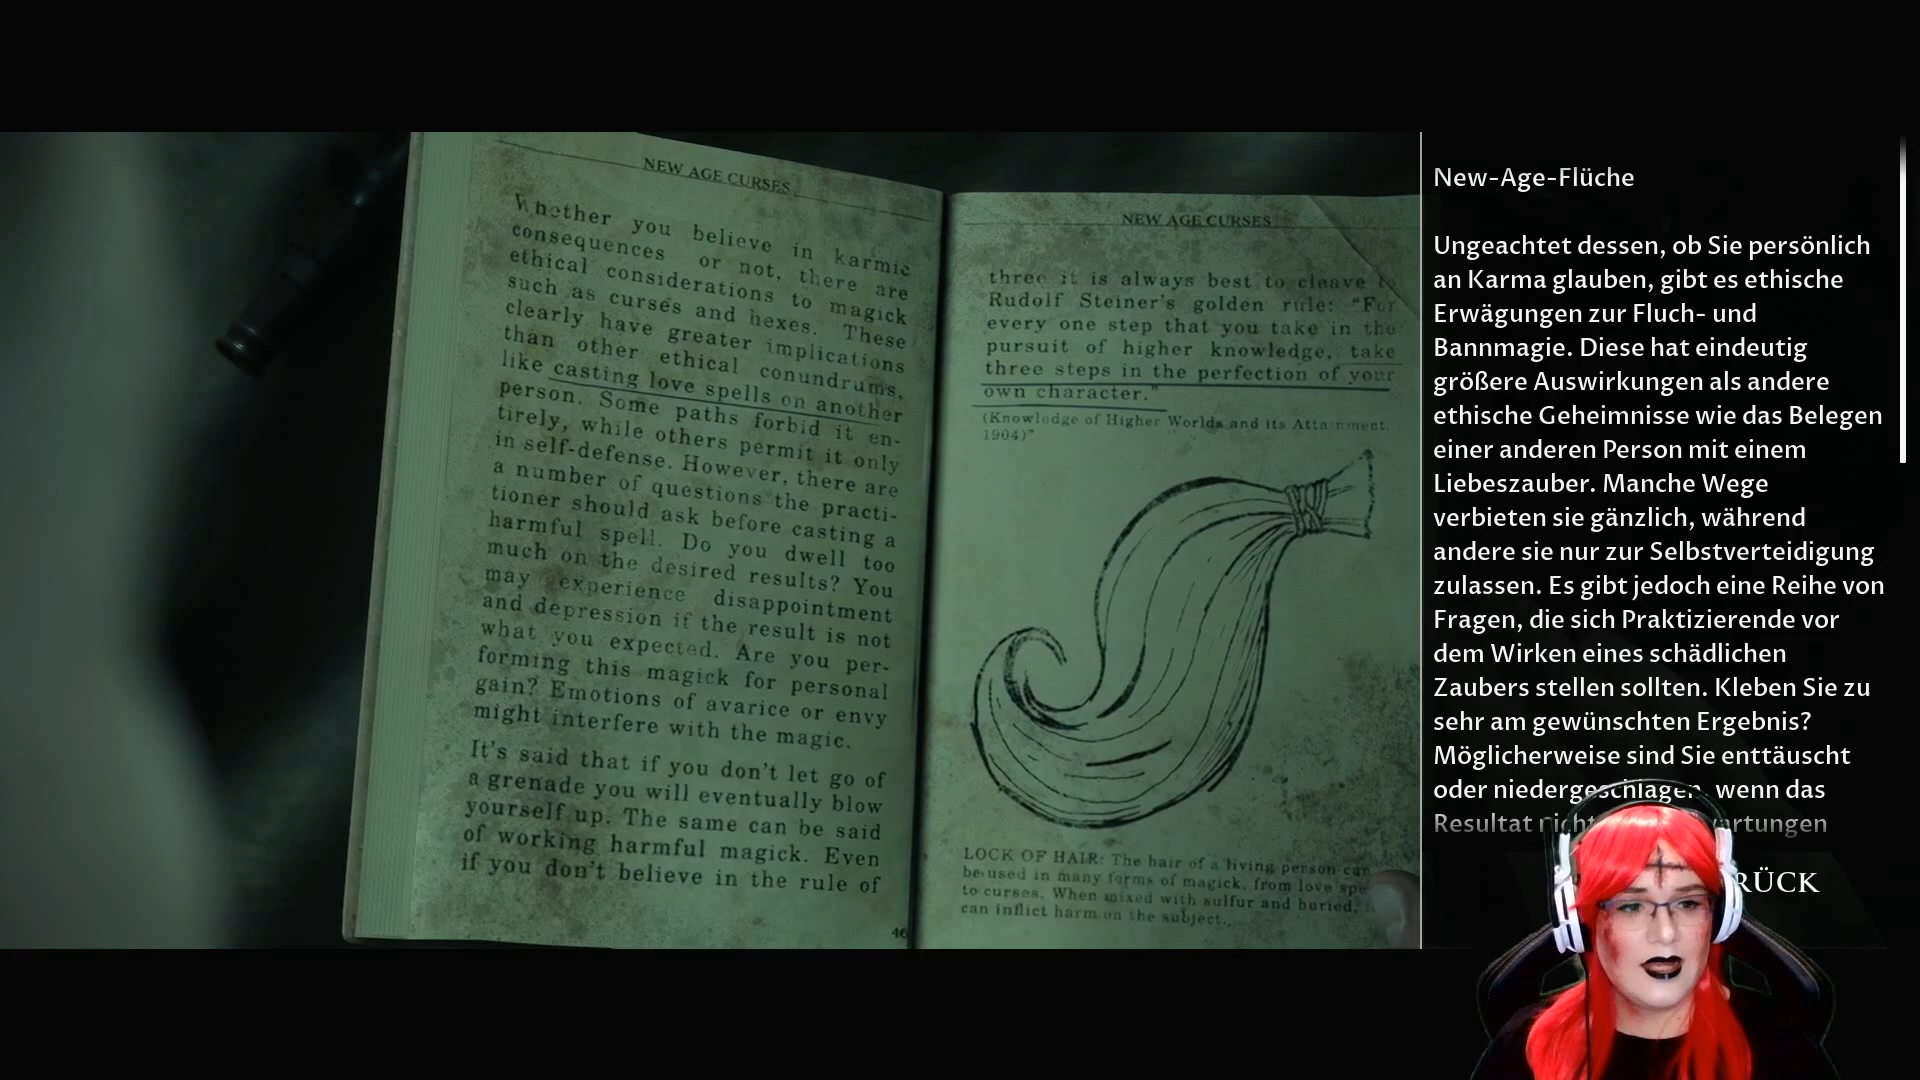 NEW AGE CURSES
Whether you believe in karmic
consequences or not, there are
ethical considerations to magick
such as curses and hexes. These
clearly have greater implications
than other ethical conundrums,
like casting love spells on another
person. Some paths forbid it en-
tirely, while others permit it only
in self-defense. However, there are
a number of questions the practi-
tioner should ask before casting a
harmful spell. Do you dwell too
much on the desired results? You
may experience disappointment
and depression if the result is not
what you expected. Are you per-
forming this magick for personal
gain? Emotions of avarice or envy
might interfere with the magic.
It's said that if you don't let go of
a grenade you will eventually blow
yourself up. The same can be said
of working harmful magick. Even
if you don't believe in the rule of
46
NEW AGE CURSES
three it is always best to cleave to
Rudolf Steiner's golden rule: "For
every one step that you take in the
pursuit of higher knowledge, take
three steps in the perfection of your
own character."
(Knowledge of Higher Worlds and its Attainment,
1904)"
LOCK OF HAIR: The hair of a living person can
be used in many forms of magick, from love spe
to curses. When mixed with sulfur and buried,
can inflict harm on the subject.
New-Age-Flüche
Ungeachtet dessen, ob Sie persönlich
an Karma glauben, gibt es ethische
Erwägungen zur Fluch- und
Bannmagie. Diese hat eindeutig
größere Auswirkungen als andere
ethische Geheimnisse wie das Belegen
einer anderen Person mit einem
Liebeszauber. Manche Wege
verbieten sie gänzlich, während
andere sie nur zur Selbstverteidigung
zulassen. Es gibt jedoch eine Reihe von
Fragen, die sich Praktizierende vor
dem Wirken eines schädlichen
Zaubers stellen sollten. Kleben Sie zu
sehr am gewünschten Ergebnis?
Möglicherweise sind Sie enttäuscht
oder niedergeschlagen, wenn das
Resultat nicht wartungen
RÜCK